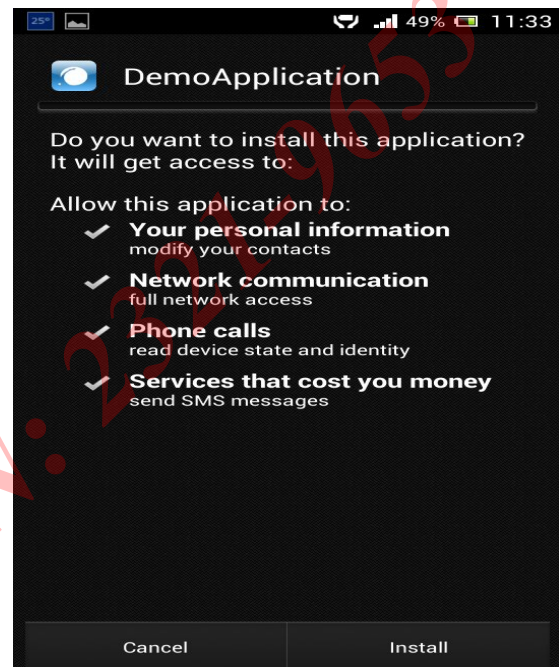 25°
49%
11:33
DemoApplication
Do you want to install this application?
It will get access to:
Allow this application to:
Your personal information
modify your contacts
Network communication
full network access
Phone calls
read device state and identity
Services that cost you money
send SMS messages
Cancel
Install
: 2321-9653